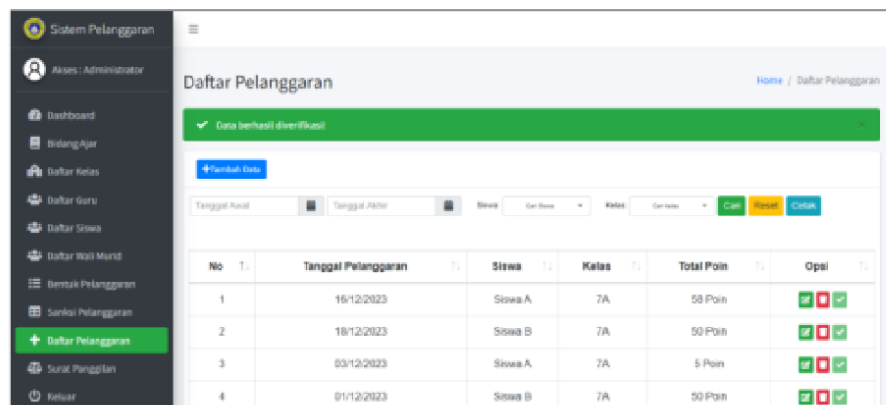 Sistem Pelanggaran
Akses : Administrator
Dashboard
Bidang Ajar
Daftar Kelas
Daftar Guru
Daftar Siswa
Daftar Wali Murid
Bentuk Pelanggaran
Sanksi Pelanggaran
Daftar Pelanggaran
Surat Panggilan
Keluar
Daftar Pelanggaran
Home / Daftar Pelanggaran
Data berhasil diverifikasi!
+Tambah Data
Tanggal Awal Tanggal Akhir Siswa: Cari Siswa Kelas: Cari kelas Cari Reset Cetak
No Tanggal Pelanggaran Siswa Kelas Total Poin Opsi
1 16/12/2023 Siswa A 7A 58 Poin
2 18/12/2023 Siswa B 7A 50 Poin
3 03/12/2023 Siswa A 7A 5 Poin
4 01/12/2023 Siswa B 7A 50 Poin